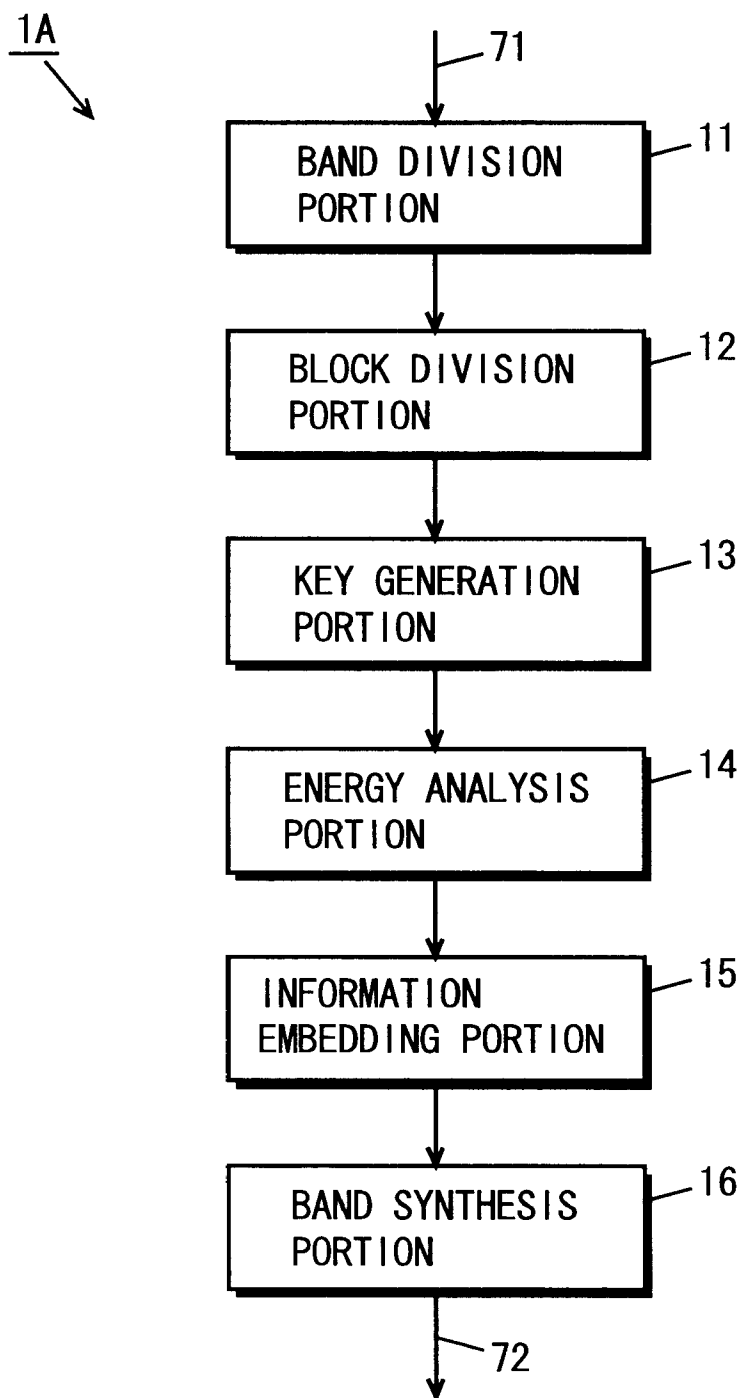 1A
71
BAND DIVISION
PORTION
11
BLOCK DIVISION
PORTION
12
KEY GENERATION
PORTION
13
ENERGY ANALYSIS
PORTION
14
INFORMATION
EMBEDDING PORTION
15
BAND SYNTHESIS
PORTION
16
72